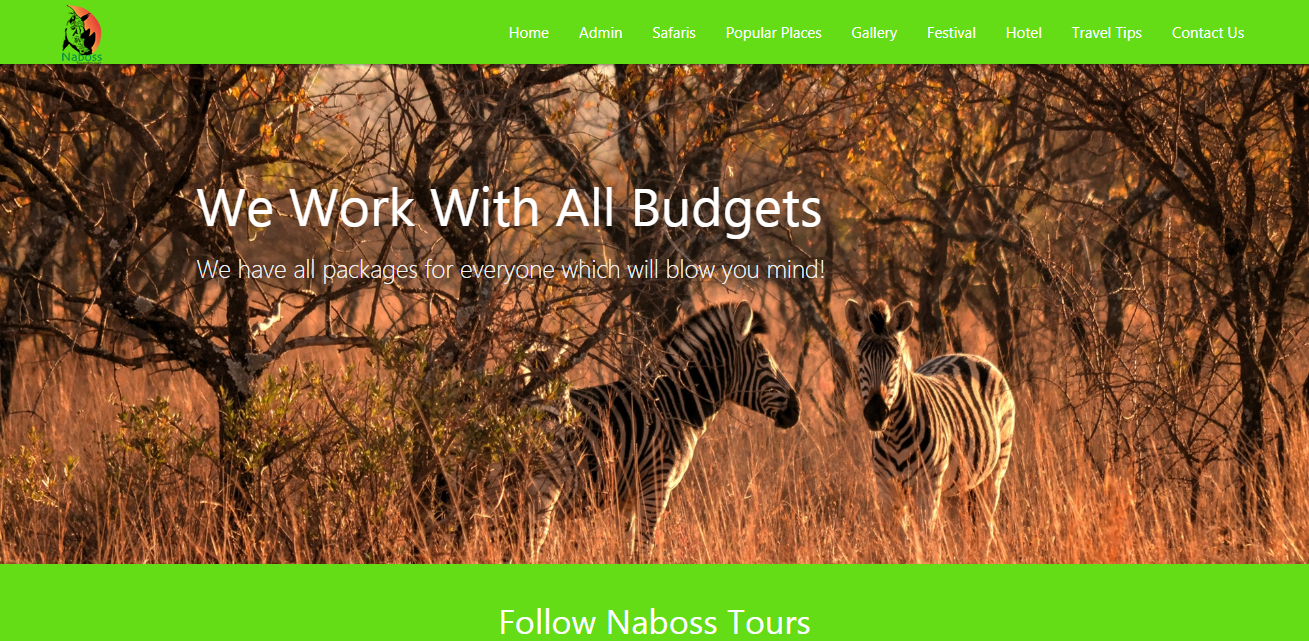 Naboss
Home Admin Safaris Popular Places Gallery Festival Hotel Travel Tips Contact Us
We Work With All Budgets
We have all packages for everyone which will blow you mind!
Follow Naboss Tours